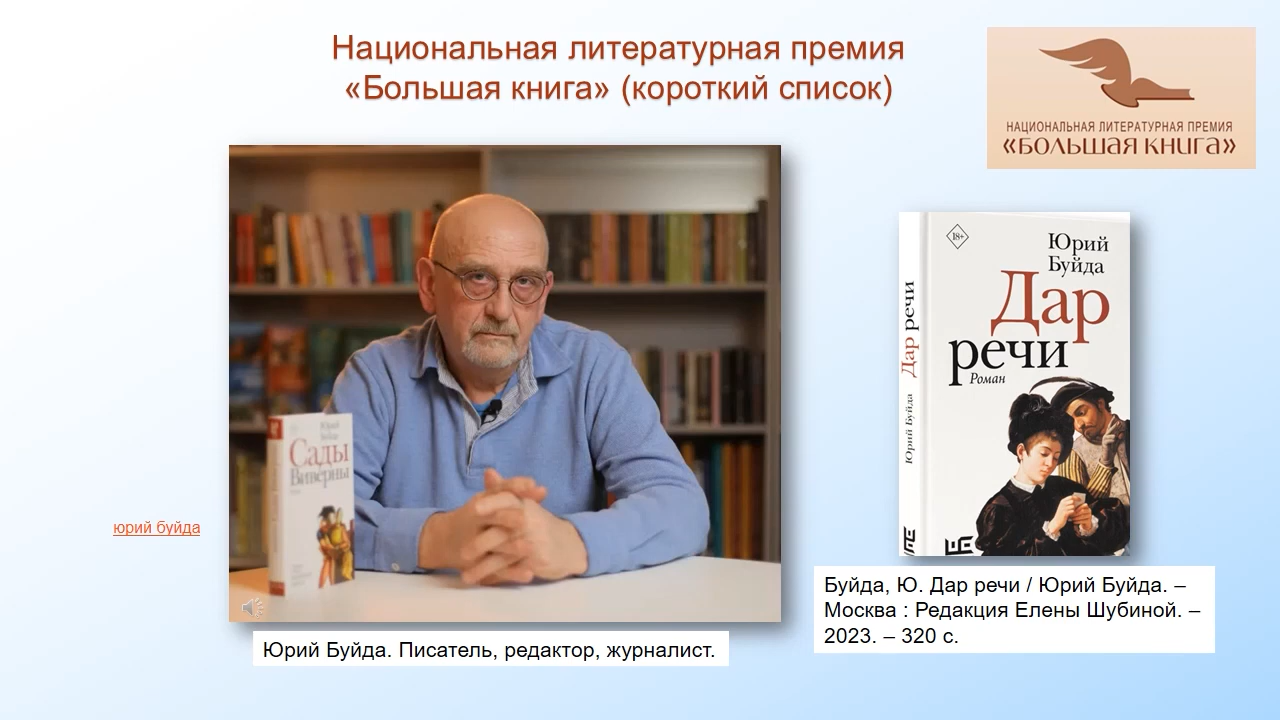 Национальная литературная премия
«Большая книга» (короткий список)
НАЦИОНАЛЬНАЯ ЛИТЕРАТУРНАЯ ПРЕМИЯ
«БОЛЬШАЯ КНИГА»
18+
Юрий
Буйда
Дар
речи
Роман
Юрий Буйда Дар речи
Юрий
Буйда
Сады
Виверны
юрий буйда
Буйда, Ю. Дар речи / Юрий Буйда. –
Москва : Редакция Елены Шубиной. –
2023. – 320 с.
Юрий Буйда. Писатель, редактор, журналист.